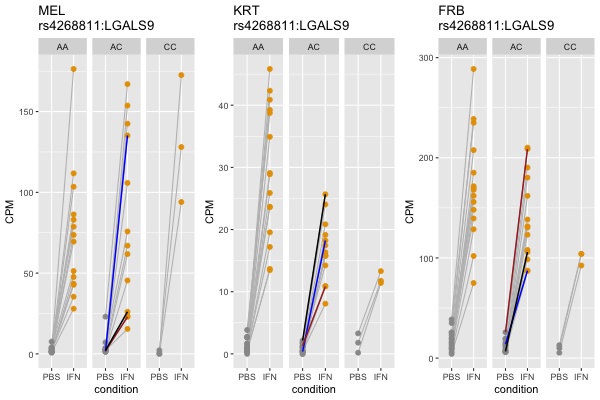 MEL
rs4268811:LGALS9
AA AC CC
150
100
50
0
CPM
PBS IFN PBS IFN PBS IFN
condition
KRT
rs4268811:LGALS9
AA AC CC
40
30
20
10
0
CPM
PBS IFN PBS IFN PBS IFN
condition
FRB
rs4268811:LGALS9
AA AC CC
300
200
100
0
CPM
PBS IFN PBS IFN PBS IFN
condition